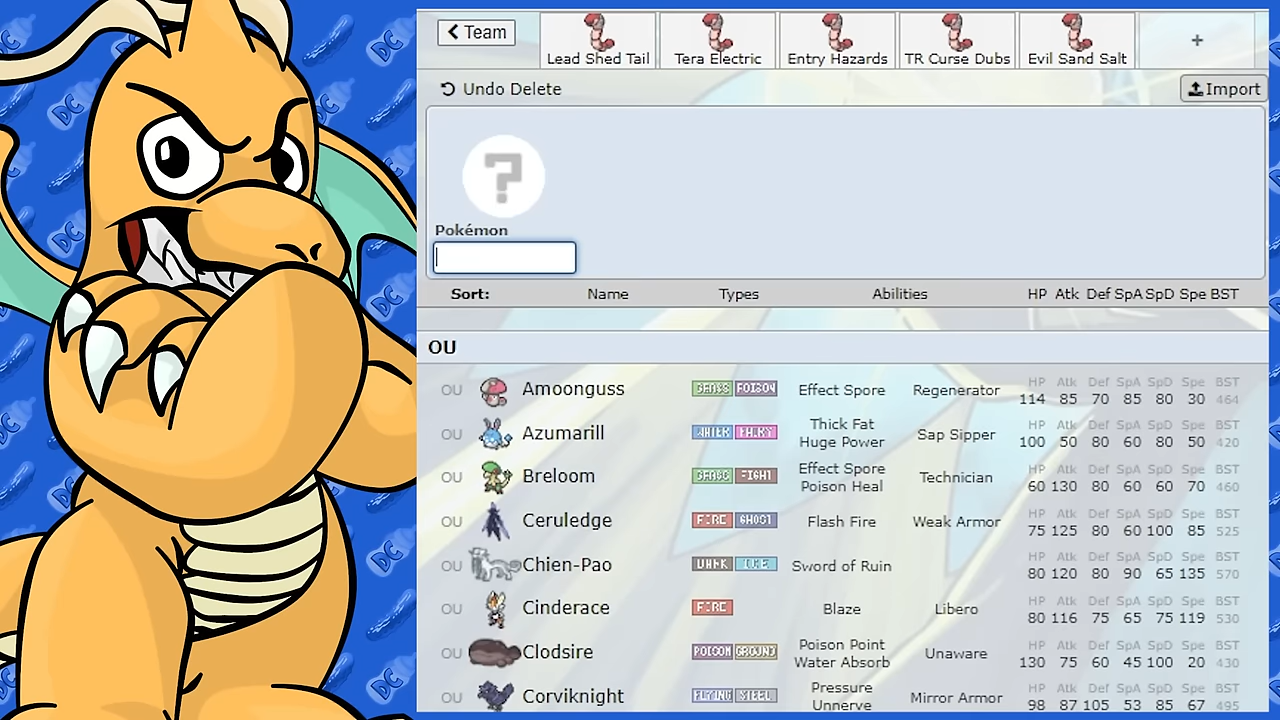 Team
Lead Shed Tail
Tera Electric
Entry Hazards
TR Curse Dubs
Evil Sand Salt
+
Undo Delete
Import
?
Pokémon
Sort: Name Types Abilities HP Atk Def SpA SpD Spe BST
OU
OU Amoonguss GRASS POISON Effect Spore Regenerator HP 114 Atk 85 Def 70 SpA 85 SpD 80 Spe 30 BST 464
OU Azumarill WATER FAIRY Thick Fat Huge Power Sap Sipper HP 100 Atk 50 Def 80 SpA 60 SpD 80 Spe 50 BST 420
OU Breloom GRASS FIGHT Effect Spore Poison Heal Technician HP 60 Atk 130 Def 80 SpA 60 SpD 60 Spe 70 BST 460
OU Ceruledge FIRE GHOST Flash Fire Weak Armor HP 75 Atk 125 Def 80 SpA 60 SpD 100 Spe 85 BST 525
OU Chien-Pao DARK ICE Sword of Ruin HP 80 Atk 120 Def 80 SpA 90 SpD 65 Spe 135 BST 570
OU Cinderace FIRE Blaze Libero HP 80 Atk 116 Def 75 SpA 65 SpD 75 Spe 119 BST 530
OU Clodsire POISON GROUND Poison Point Water Absorb Unaware HP 130 Atk 75 Def 60 SpA 45 SpD 100 Spe 20 BST 430
OU Corviknight FLYING STEEL Pressure Unnerve Mirror Armor HP 98 Atk 87 Def 105 SpA 53 SpD 85 Spe 67 BST 495
DC
DC
DC
DC
DC
DC